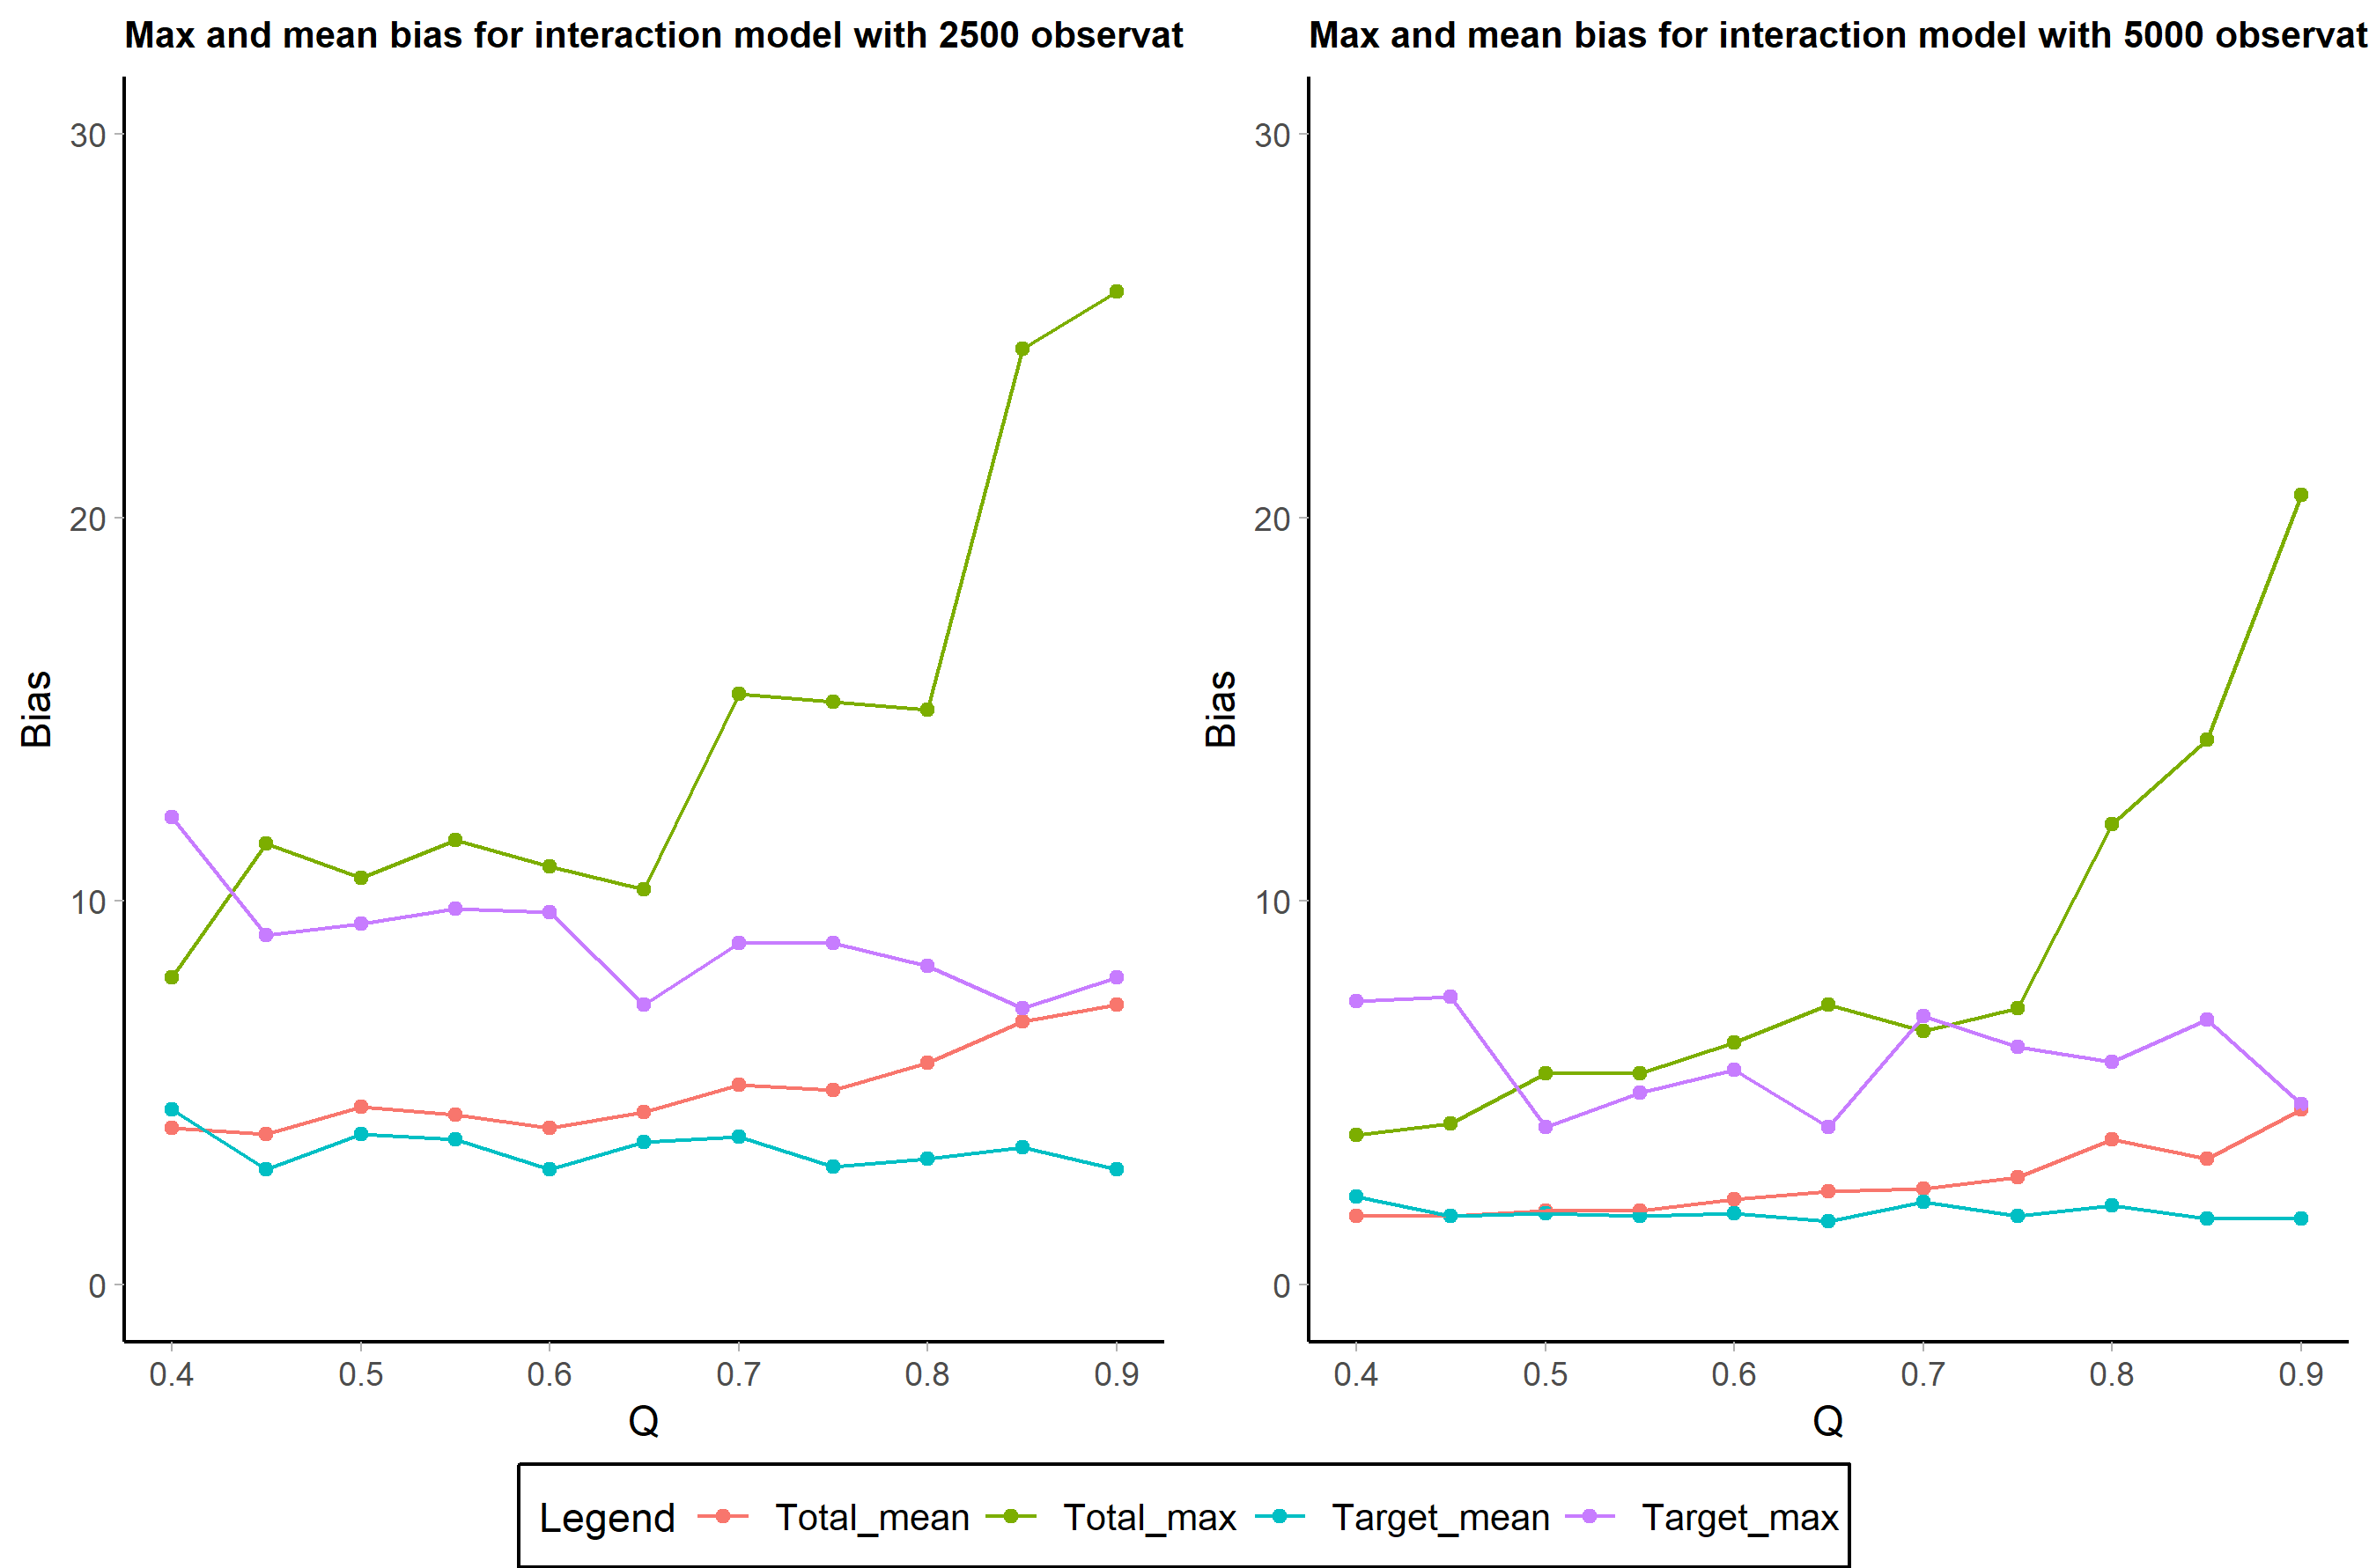 Max and mean bias for interaction model with 2500 observat
30
20
10
0
Bias
0.4 0.5 0.6 0.7 0.8 0.9
Q
Max and mean bias for interaction model with 5000 observat
30
20
10
0
Bias
0.4 0.5 0.6 0.7 0.8 0.9
Q
Legend Total_mean Total_max Target_mean Target_max